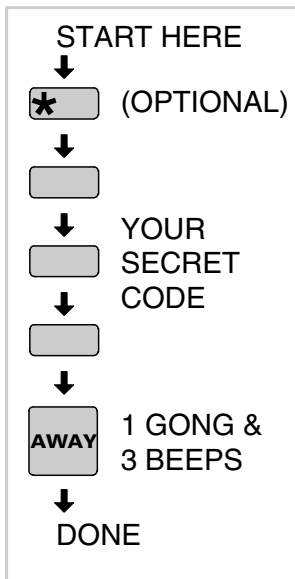 START HERE
* (OPTIONAL)
YOUR
SECRET
CODE
AWAY
1 GONG &
3 BEEPS
DONE